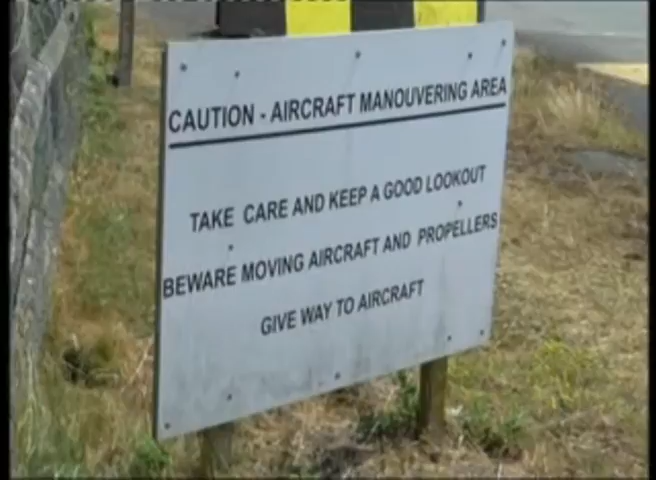 CAUTION - AIRCRAFT MANOUVERING AREA
TAKE CARE AND KEEP A GOOD LOOKOUT
BEWARE MOVING AIRCRAFT AND PROPELLERS
GIVE WAY TO AIRCRAFT